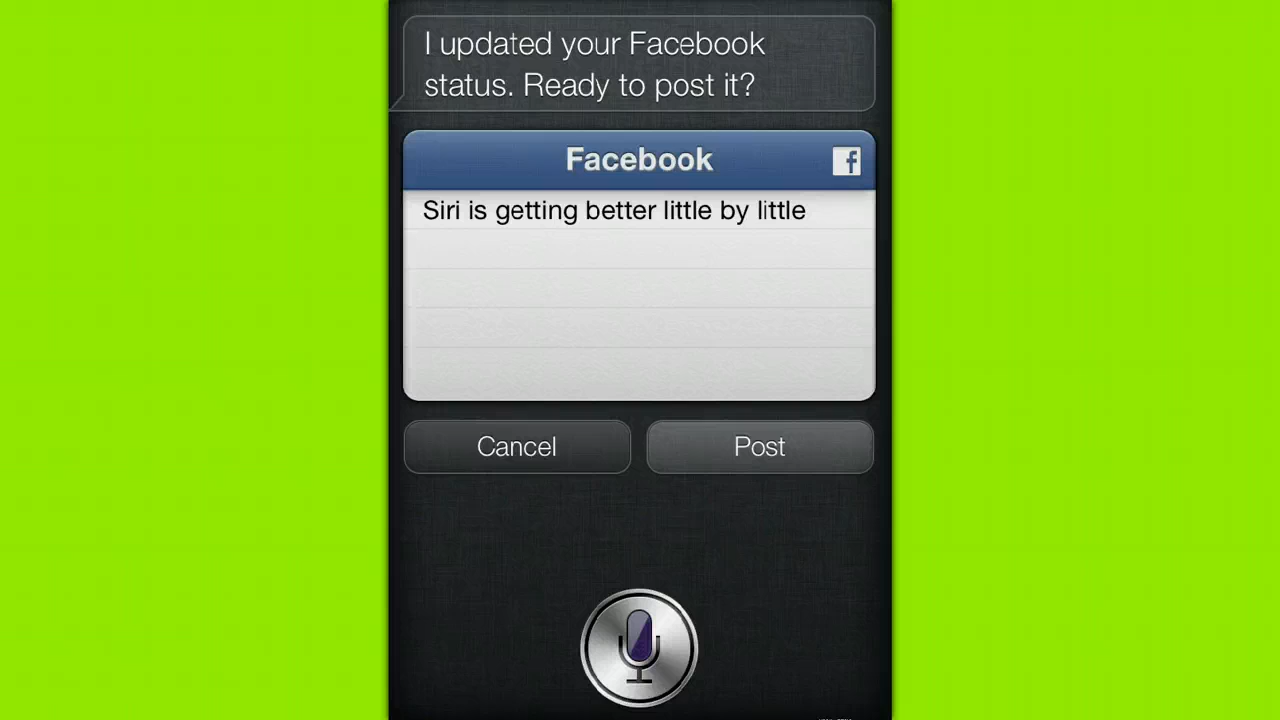 I updated your Facebook
status. Ready to post it?
Facebook
f
Siri is getting better little by little
Cancel
Post